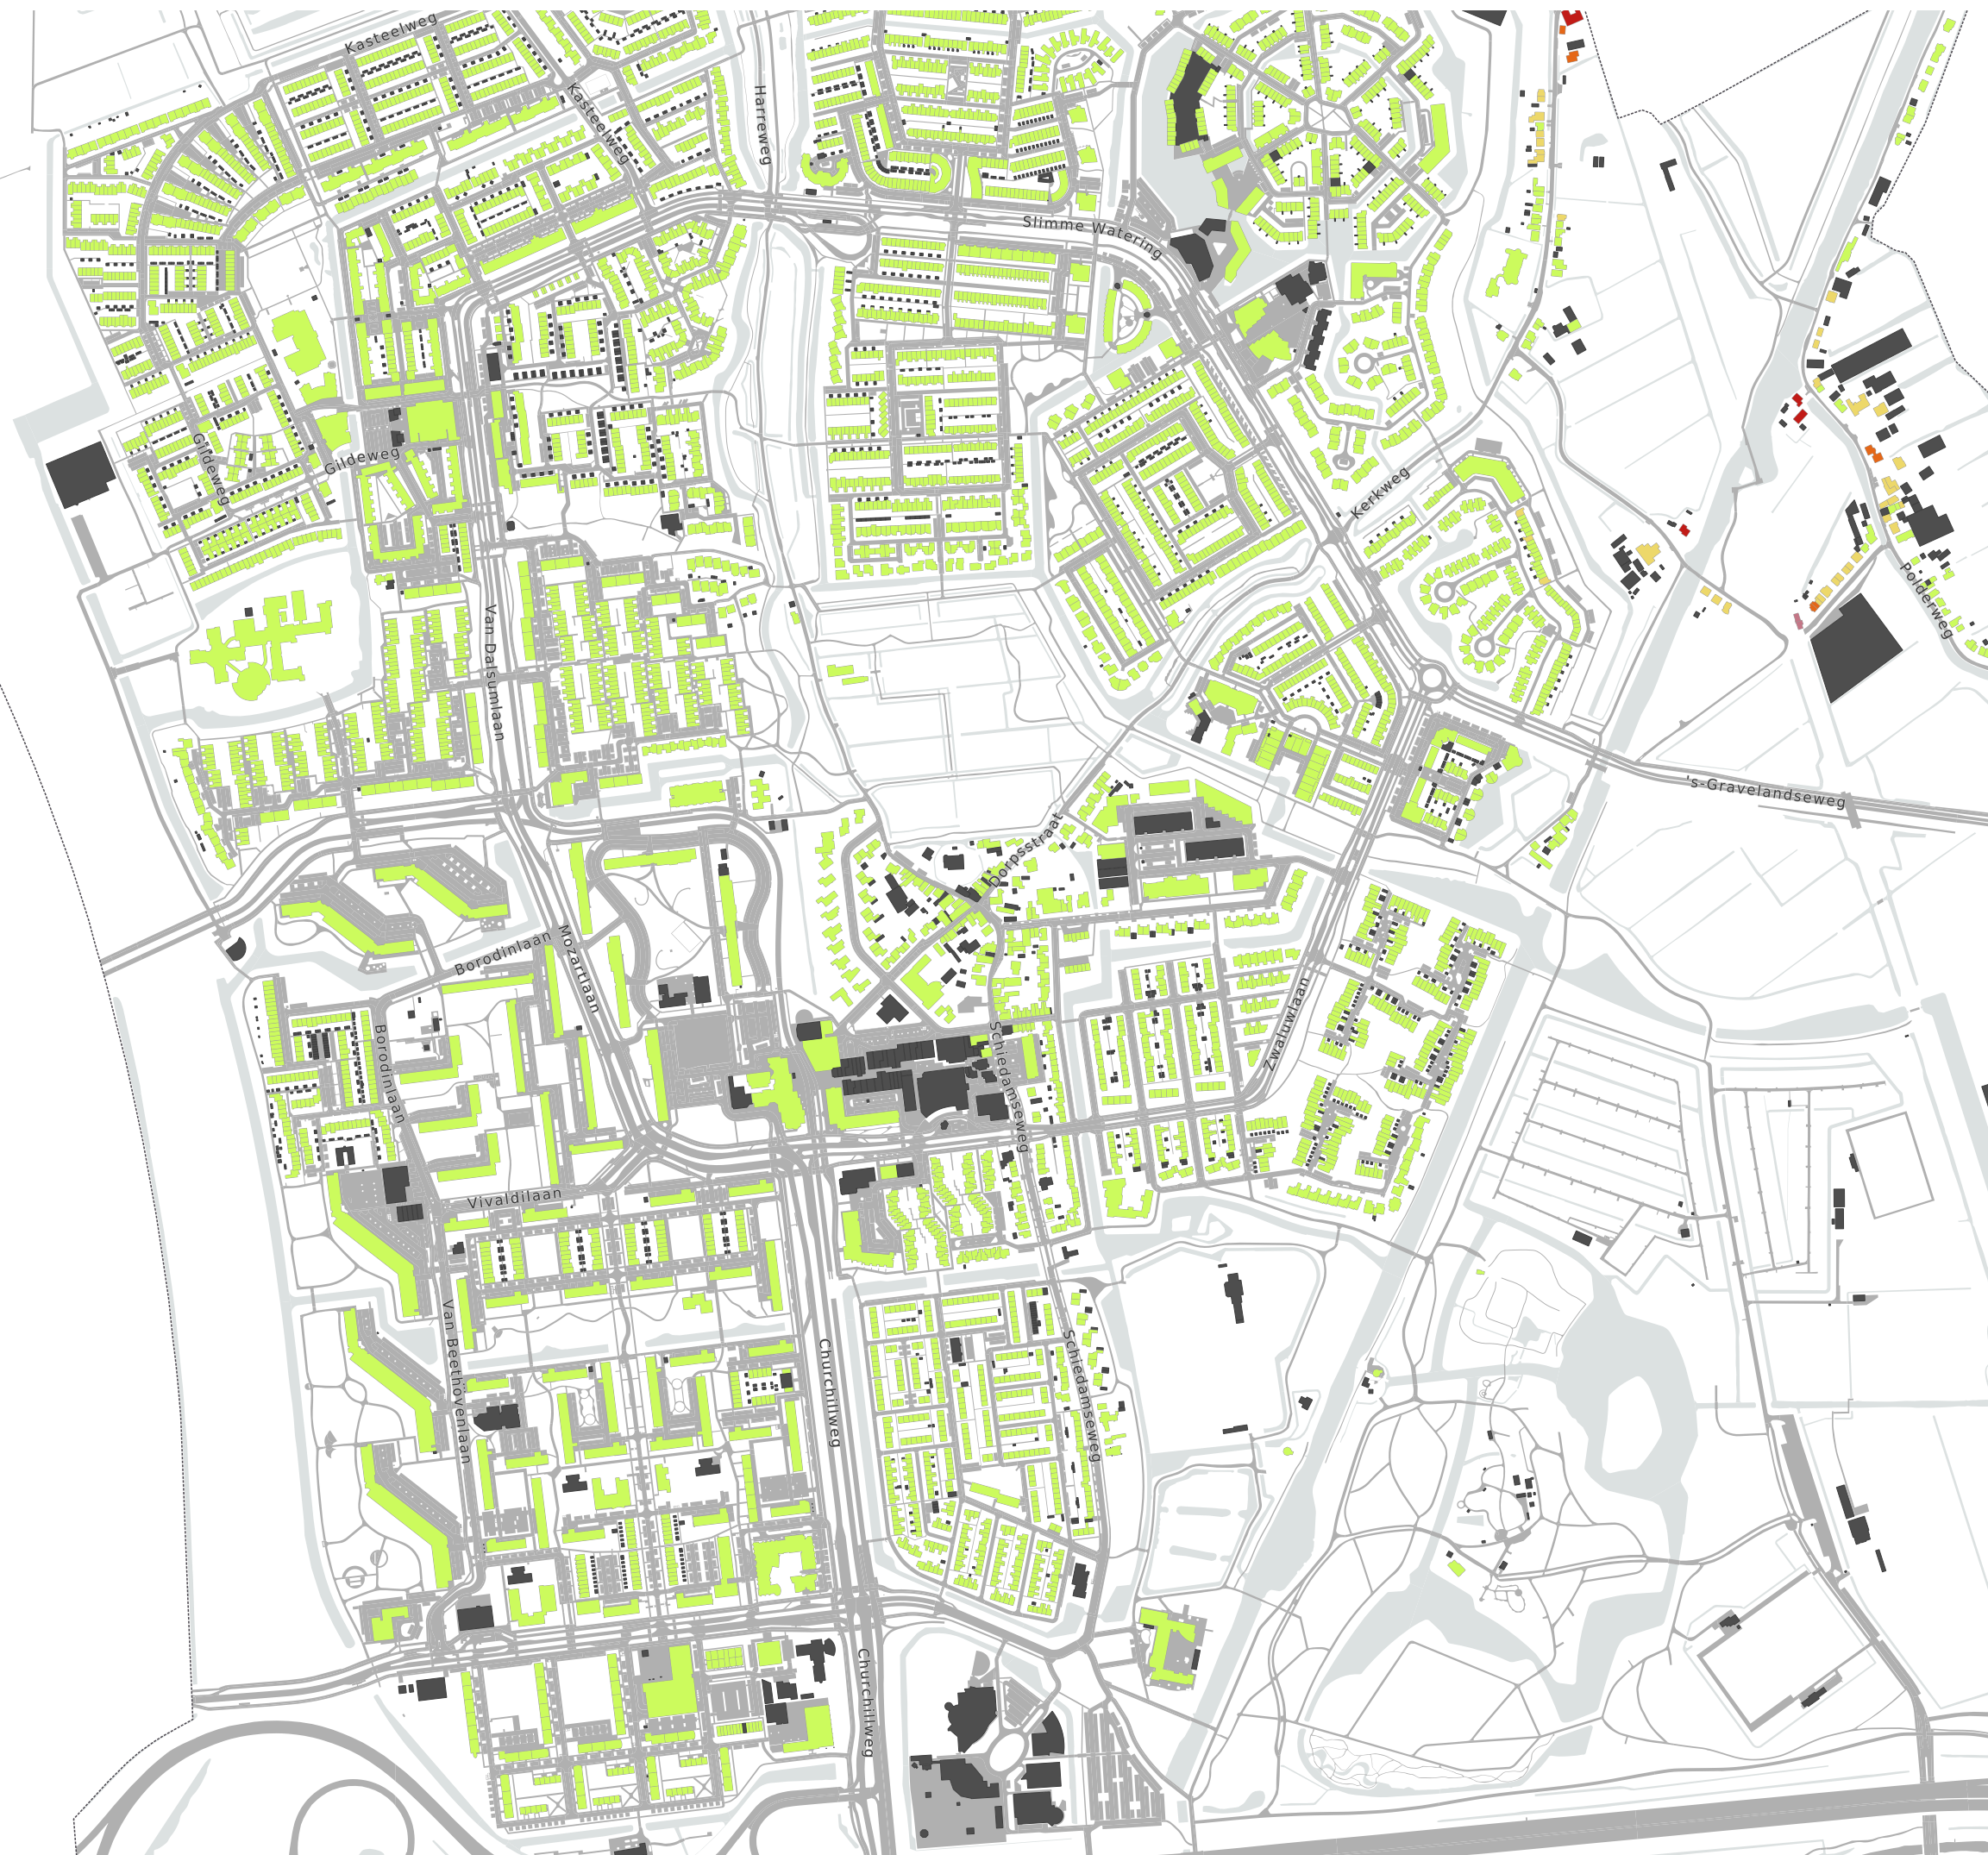 Kasteelweg
Kasteelweg
Harreweg
Slimme Watering
Gildeweg
Gildeweg
Kerkweg
Polderweg
Van Dalsumlaan
's-Gravelandseweg
Dorpsstraat
Borodinlaan
Mozartlaan
Zwaluwlaan
Borodinlaan
Schiedamseweg
Vivaldilaan
Van Beethovenlaan
Churchillweg
Schiedamseweg
Churchillweg